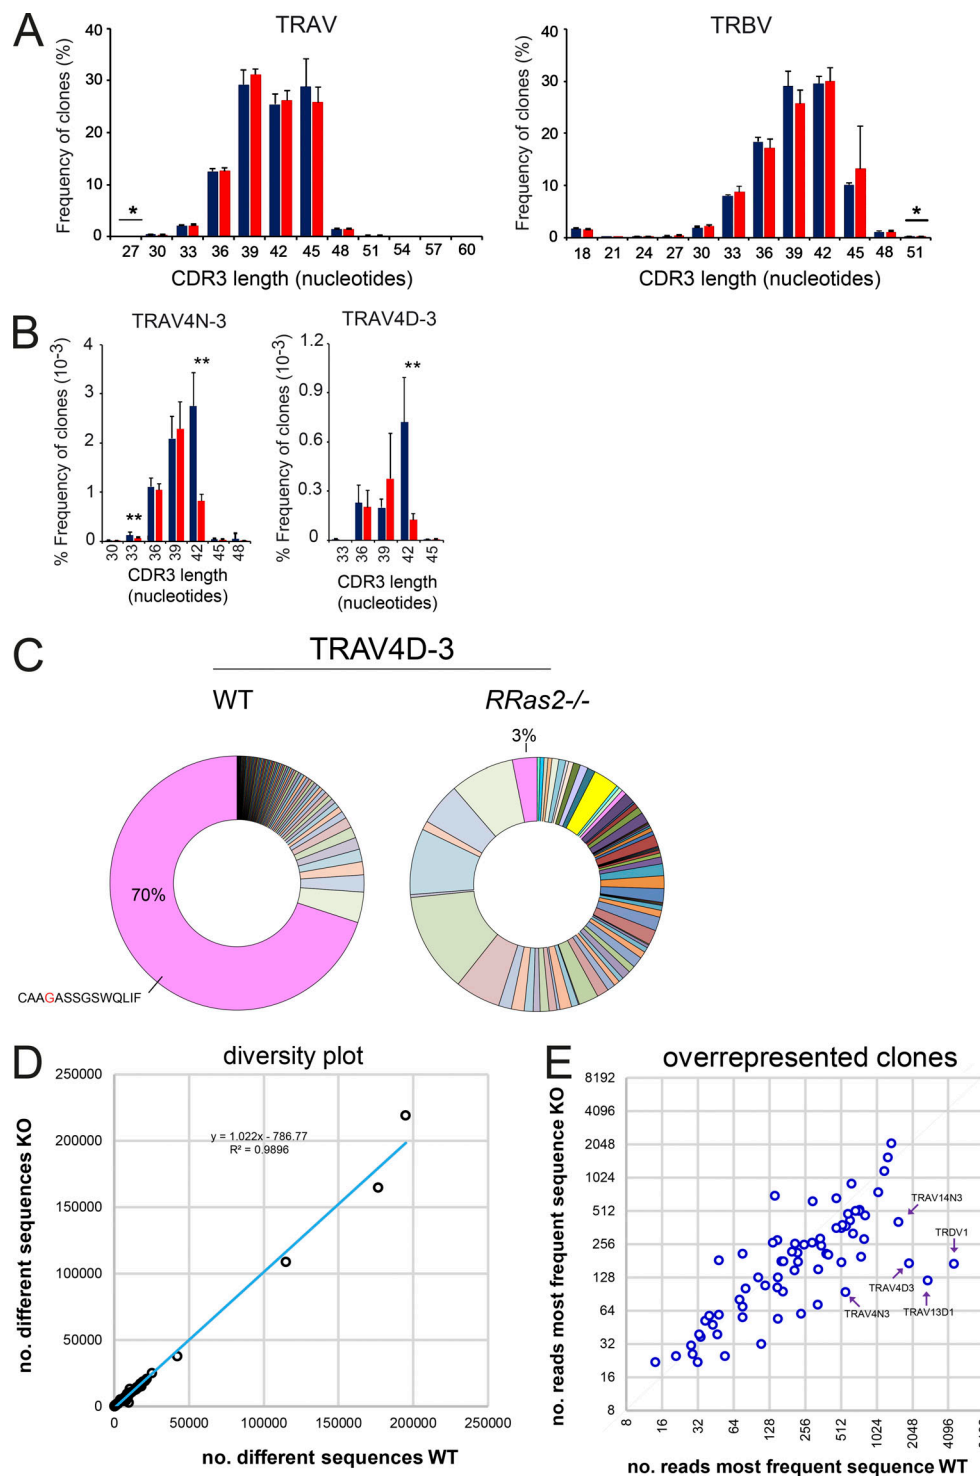 A
TRAV
TRBV
Frequency of clones (%)
40
30
20
10
0
*
27 30 33 36 39 42 45 48 51 54 57 60
CDR3 length (nucleotides)
Frequency of clones (%)
40
30
20
10
0
*
18 21 24 27 30 33 36 39 42 45 48 51
CDR3 length (nucleotides)
B
TRAV4N-3
TRAV4D-3
% Frequency of clones (10-3)
4
3
2
1
0
**
**
30 33 36 39 42 45 48
CDR3 length
(nucleotides)
% Frequency of clones (10-3)
1.2
0.9
0.6
0.3
0
**
33 36 39 42 45
CDR3 length
(nucleotides)
C
TRAV4D-3
WT
RRas2-/-
3%
70%
CAAGASSGSWQLIF
D
diversity plot
no. different sequences KO
250000
200000
150000
100000
50000
0
y = 1.022x - 786.77
R² = 0.9896
0 50000 100000 150000 200000 250000
no. different sequences WT
E
overrepresented clones
no. reads most frequent sequence KO
8192
4096
2048
1024
512
256
128
64
32
16
8
TRAV14N3
TRDV1
TRAV4D3
TRAV4N3
TRAV13D1
8 16 32 64 128 256 512 1024 2048 4096
no. reads most frequent sequence WT